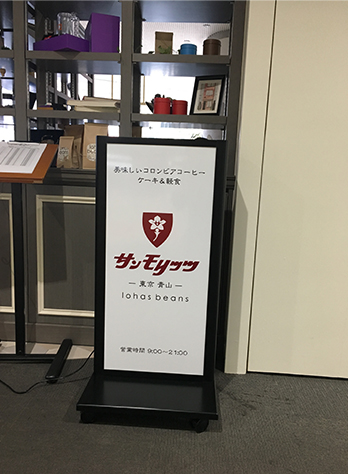 美味しいコロンビアコーヒー
ケーキ＆軽食
サンモリッツ
— 東京 青山 —
lohas beans
営業時間 9:00〜21:00